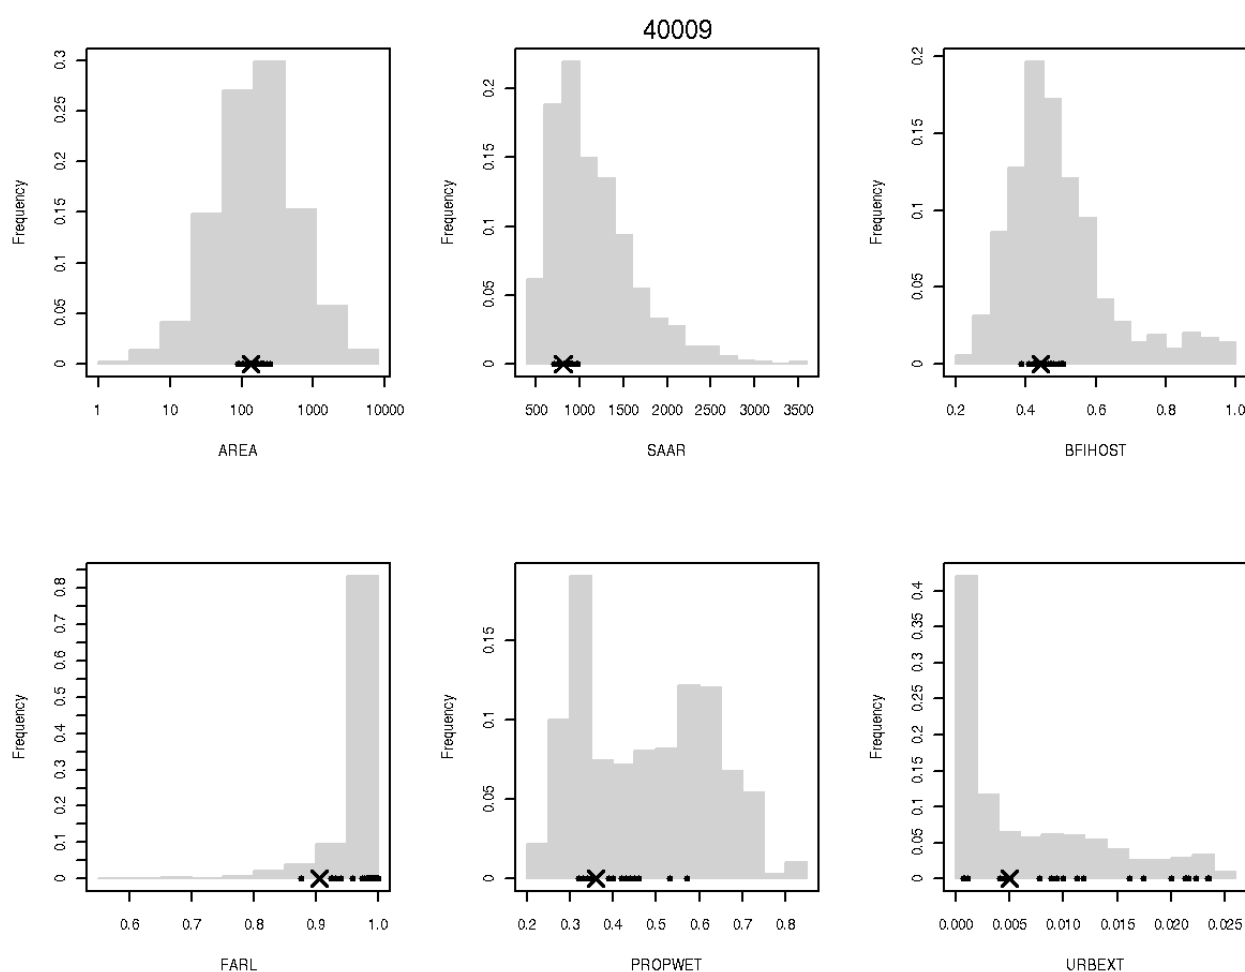 40009
Frequency
0.3
0.25
0.2
0.15
0.1
0.05
0
1 10 100 1000 10000
AREA
Frequency
0.2
0.15
0.1
0.05
0
500 1000 1500 2000 2500 3000 3500
SAAR
Frequency
0.2
0.15
0.1
0.05
0
0.2 0.4 0.6 0.8 1.0
BFIHOST
Frequency
0.8
0.7
0.6
0.5
0.4
0.3
0.2
0.1
0
0.6 0.7 0.8 0.9 1.0
FARL
Frequency
0.15
0.1
0.05
0
0.2 0.3 0.4 0.5 0.6 0.7 0.8
PROPWET
Frequency
0.4
0.35
0.3
0.25
0.2
0.15
0.1
0.05
0
0.000 0.005 0.010 0.015 0.020 0.025
URBEXT